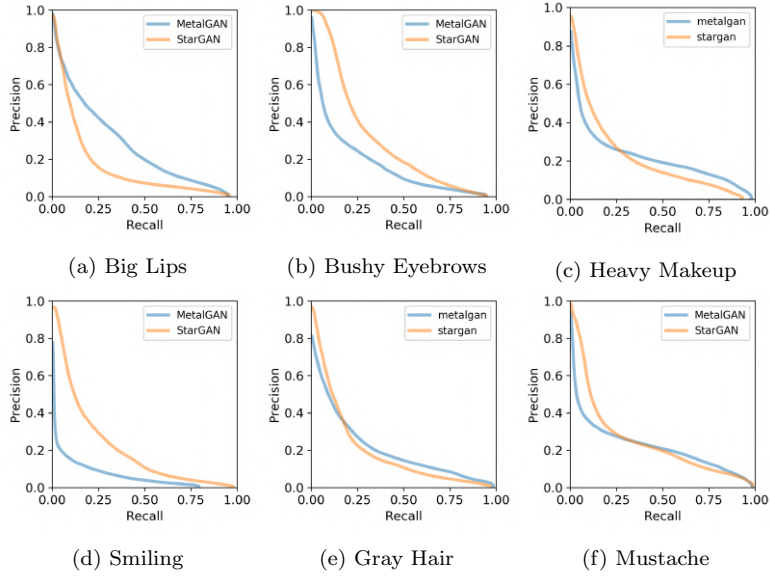 1.0
0.8
0.6
0.4
0.2
0.0
Precision
0.00 0.25 0.50 0.75 1.00
Recall
MetalGAN
StarGAN
(a) Big Lips
1.0
0.8
0.6
0.4
0.2
0.0
Precision
0.00 0.25 0.50 0.75 1.00
Recall
MetalGAN
StarGAN
(b) Bushy Eyebrows
1.0
0.8
0.6
0.4
0.2
0.0
Precision
0.00 0.25 0.50 0.75 1.00
Recall
metalgan
stargan
(c) Heavy Makeup
1.0
0.8
0.6
0.4
0.2
0.0
Precision
0.00 0.25 0.50 0.75 1.00
Recall
MetalGAN
StarGAN
(d) Smiling
1.0
0.8
0.6
0.4
0.2
0.0
Precision
0.00 0.25 0.50 0.75 1.00
Recall
metalgan
stargan
(e) Gray Hair
1.0
0.8
0.6
0.4
0.2
0.0
Precision
0.00 0.25 0.50 0.75 1.00
Recall
MetalGAN
StarGAN
(f) Mustache